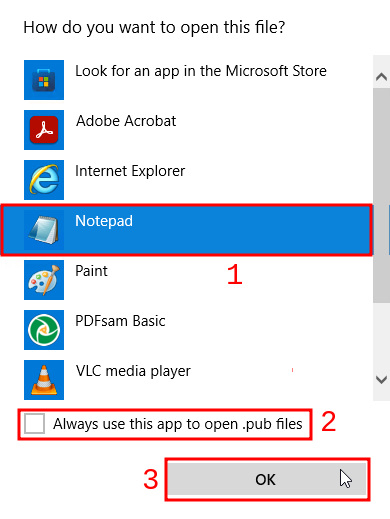 How do you want to open this file?
Look for an app in the Microsoft Store
Adobe Acrobat
Internet Explorer
Notepad
1
Paint
PDFsam Basic
VLC media player
Always use this app to open .pub files
2
3
OK